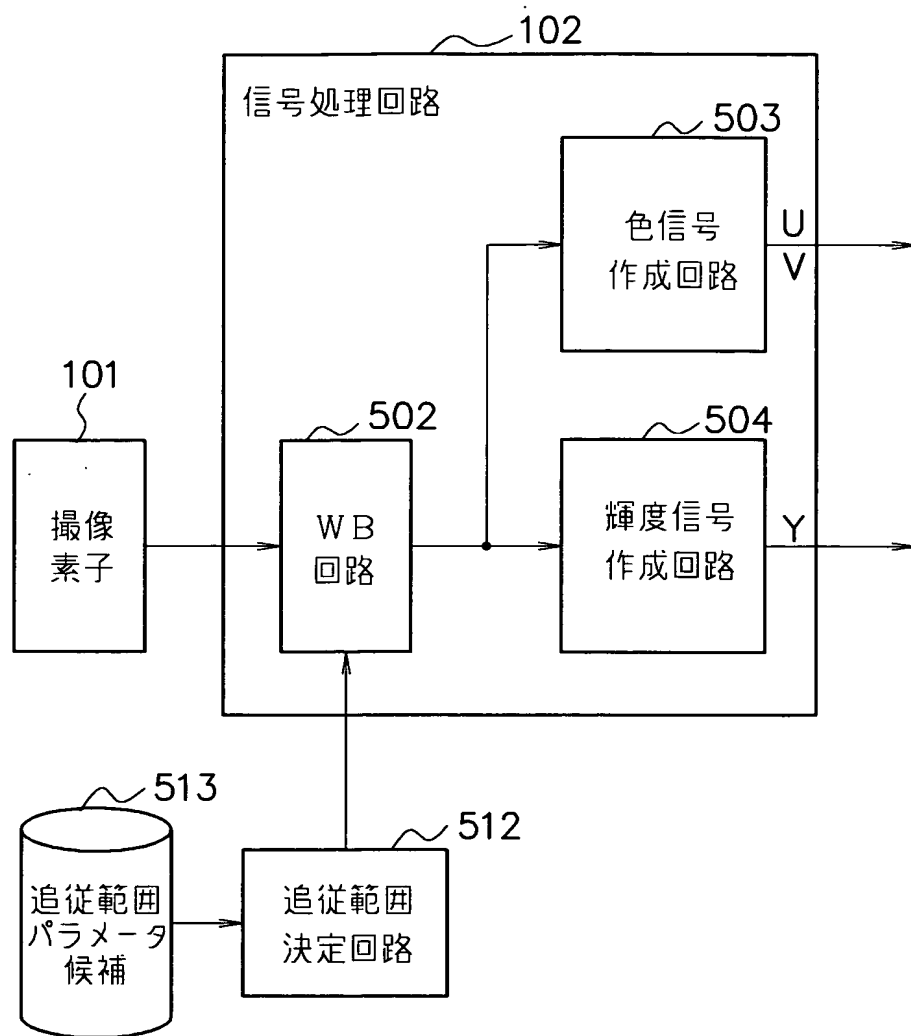 102
信号処理回路
503
色信号
作成回路
U
V
101
撮像
素子
502
WB
回路
504
輝度信号
作成回路
Y
513
追従範囲
パラメータ
候補
512
追従範囲
決定回路